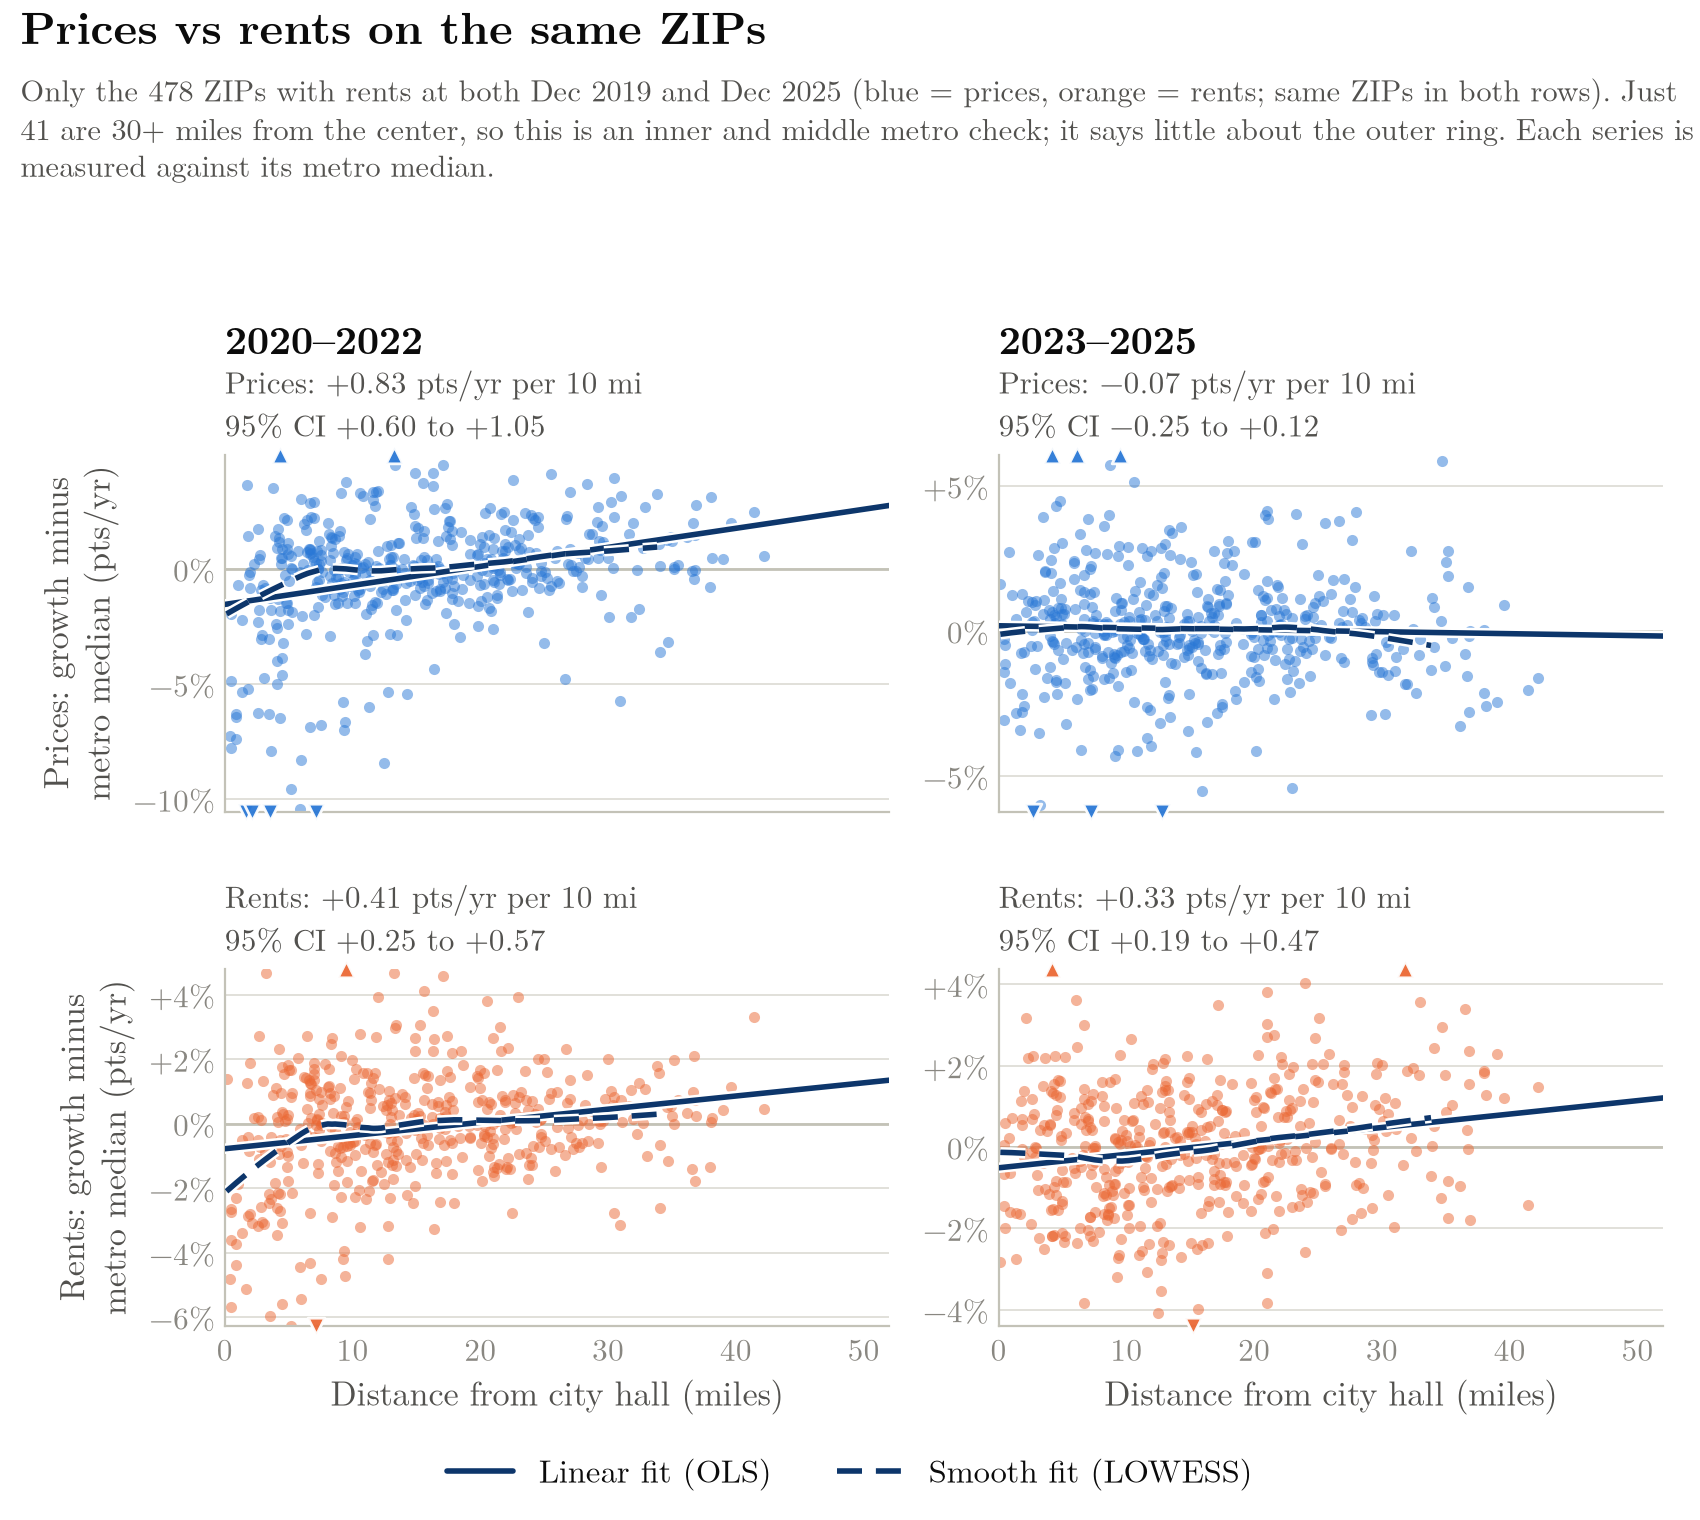 Prices vs rents on the same ZIPs
Only the 478 ZIPs with rents at both Dec 2019 and Dec 2025 (blue = prices, orange = rents; same ZIPs in both rows). Just
41 are 30+ miles from the center, so this is an inner and middle metro check; it says little about the outer ring. Each series is
measured against its metro median.
2020–2022
Prices: +0.83 pts/yr per 10 mi
95% CI +0.60 to +1.05
2023–2025
Prices: −0.07 pts/yr per 10 mi
95% CI −0.25 to +0.12
Prices: growth minus
metro median (pts/yr)
0%
−5%
−10%
+5%
0%
−5%
Rents: +0.41 pts/yr per 10 mi
95% CI +0.25 to +0.57
Rents: +0.33 pts/yr per 10 mi
95% CI +0.19 to +0.47
Rents: growth minus
metro median (pts/yr)
+4%
+2%
0%
−2%
−4%
−6%
+4%
+2%
0%
−2%
−4%
0 10 20 30 40 50
0 10 20 30 40 50
Distance from city hall (miles)
Distance from city hall (miles)
Linear fit (OLS)
Smooth fit (LOWESS)